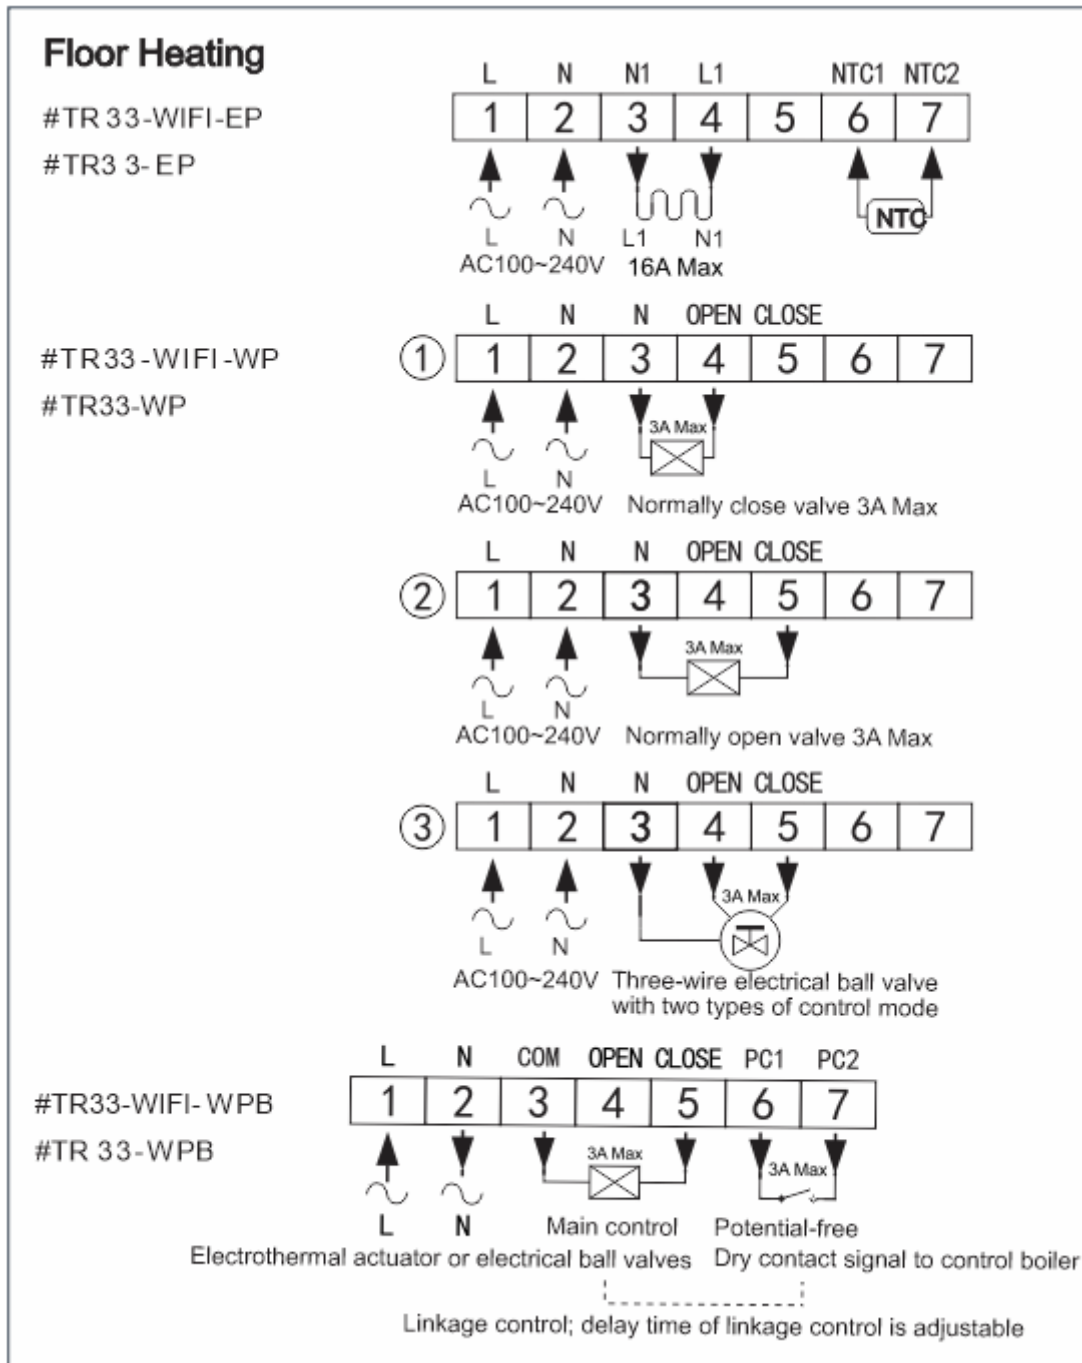 Floor Heating
#TR33-WIFI-EP
#TR33-EP
L N N1 L1 NTC1 NTC2
1 2 3 4 5 6 7
NTC
L N L1 N1
AC100~240V 16A Max
#TR33-WIFI-WP
#TR33-WP
L N N OPEN CLOSE
① 1 2 3 4 5 6 7
3A Max
L N
AC100~240V Normally close valve 3A Max
L N N OPEN CLOSE
② 1 2 3 4 5 6 7
3A Max
L N
AC100~240V Normally open valve 3A Max
L N N OPEN CLOSE
③ 1 2 3 4 5 6 7
3A Max
L N
AC100~240V Three-wire electrical ball valve
with two types of control mode
#TR33-WIFI-WPB
#TR33-WPB
L N COM OPEN CLOSE PC1 PC2
1 2 3 4 5 6 7
3A Max 3A Max
L N Main control Potential-free
Electrothermal actuator or electrical ball valves Dry contact signal to control boiler
Linkage control; delay time of linkage control is adjustable